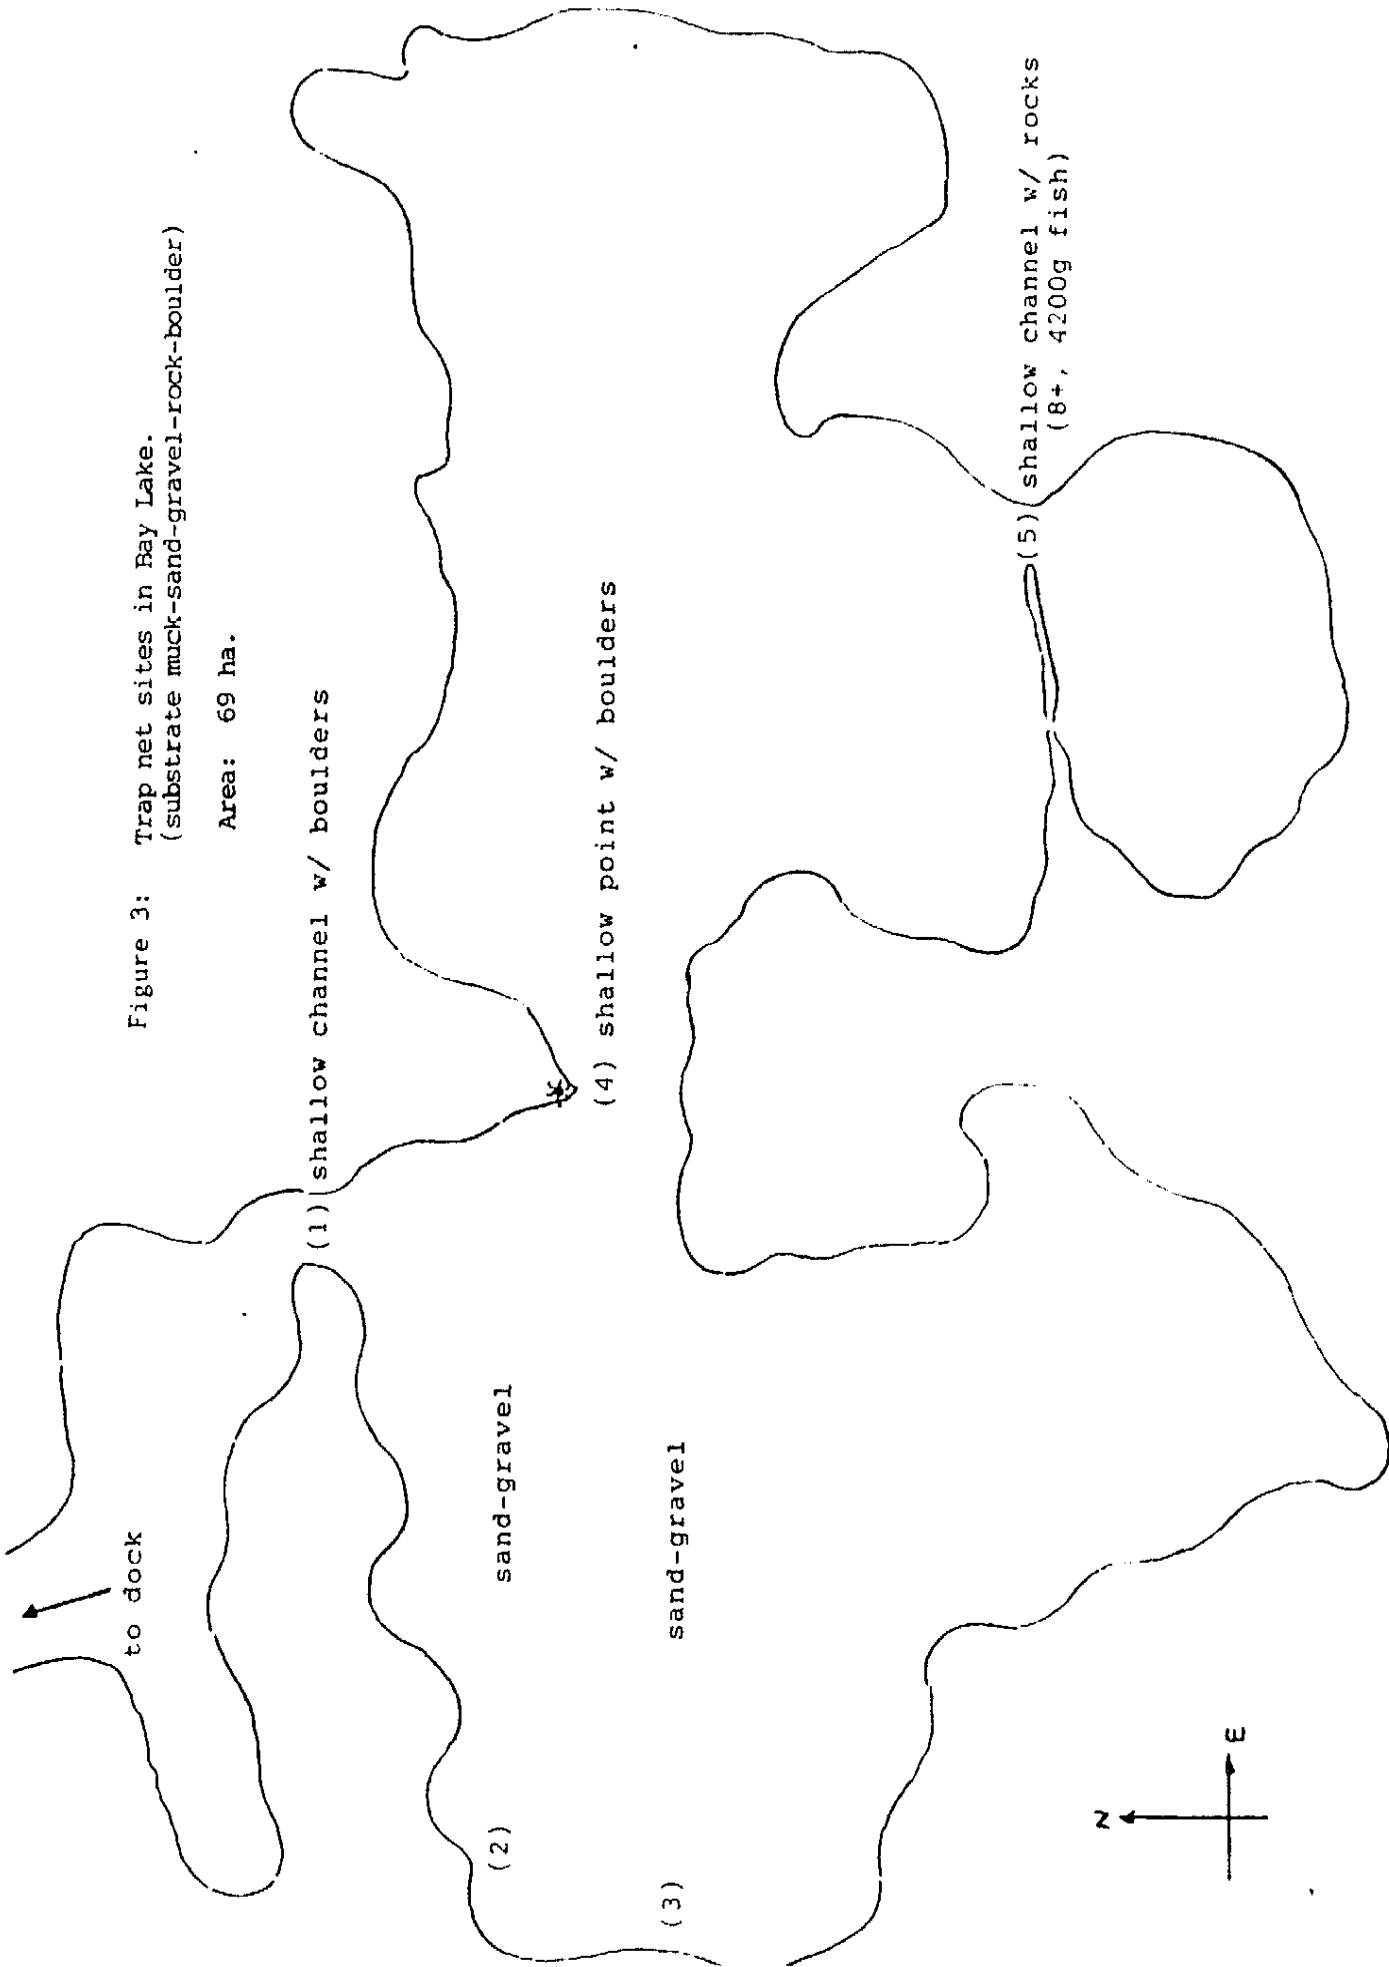 Figure 3: Trap net sites in Bay Lake.
(substrate muck-sand-gravel-rock-boulder)
Area: 69 ha.
to dock
(1) shallow channel w/ boulders
(2)
sand-gravel
(4) shallow point w/ boulders
(3)
sand-gravel
(5) shallow channel w/ rocks
(8+, 4200g fish)
N
E